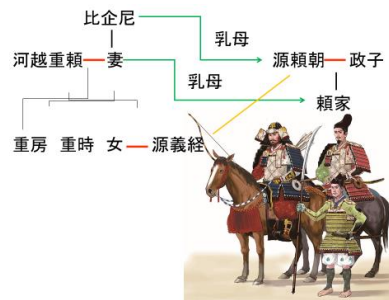 比企尼
乳母
河越重頼 妻
源頼朝 政子
乳母
頼家
重房 重時 女 源義経